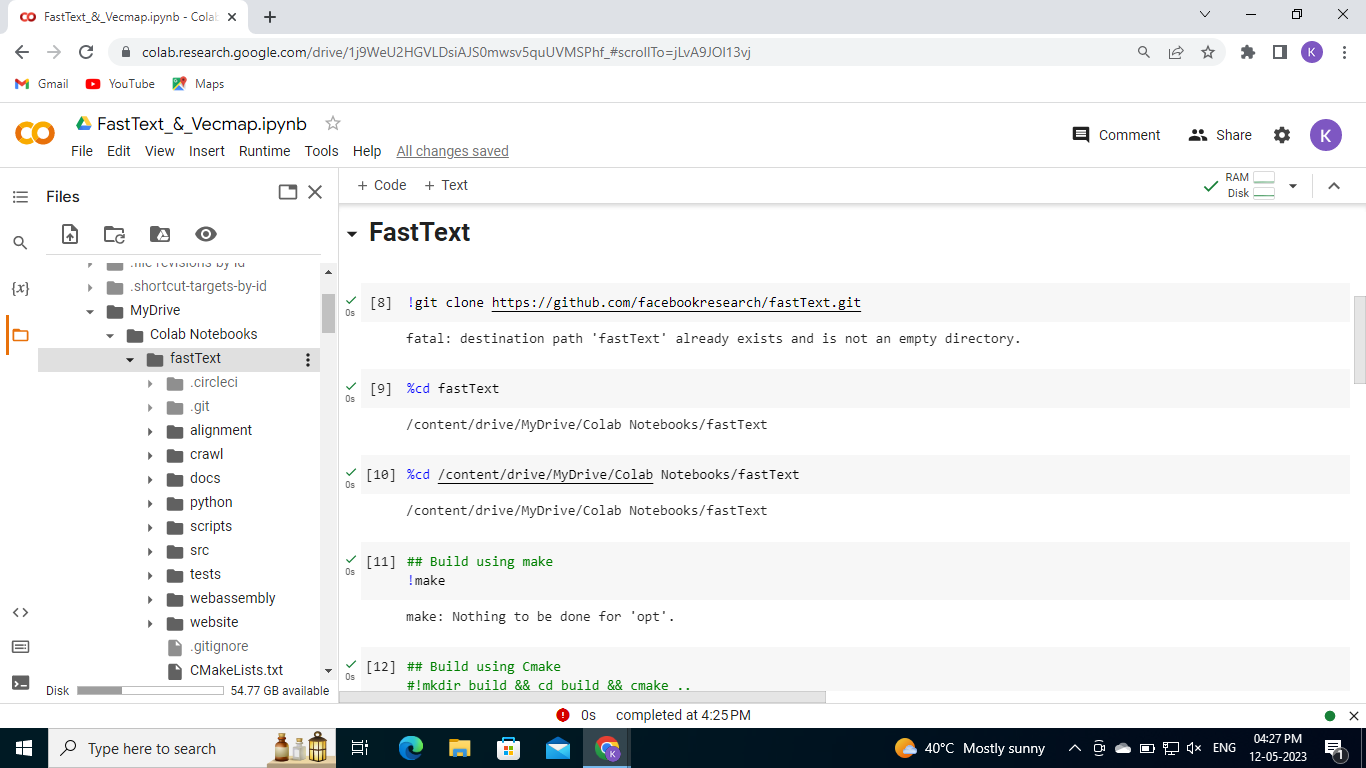 FastText_&_Vecmap.ipynb - Cola
colab.research.google.com/drive/1j9WeU2HGVLDsiAJS0mwsv5quUVMSPhf_#scrollTo=jLvA9JOI13vj
K
Gmail
YouTube
Maps
FastText_&_Vecmap.ipynb
File Edit View Insert Runtime Tools Help All changes saved
Comment
Share
K
Files
+ Code + Text
RAM
Disk
.file-revisions-by-id
.shortcut-targets-by-id
MyDrive
Colab Notebooks
fastText
.circleci
.git
alignment
crawl
docs
python
scripts
src
tests
webassembly
website
.gitignore
CMakeLists.txt
Disk 54.77 GB available
{x}
FastText
0s
[8] !git clone https://github.com/facebookresearch/fastText.git
fatal: destination path 'fastText' already exists and is not an empty directory.
0s
[9] %cd fastText
/content/drive/MyDrive/Colab Notebooks/fastText
0s
[10] %cd /content/drive/MyDrive/Colab Notebooks/fastText
/content/drive/MyDrive/Colab Notebooks/fastText
0s
[11] ## Build using make
!make
make: Nothing to be done for 'opt'.
0s
[12] ## Build using Cmake
#!mkdir build && cd build && cmake ..
0s completed at 4:25 PM
Type here to search
K
40°C Mostly sunny
ENG
04:27 PM
12-05-2023
1